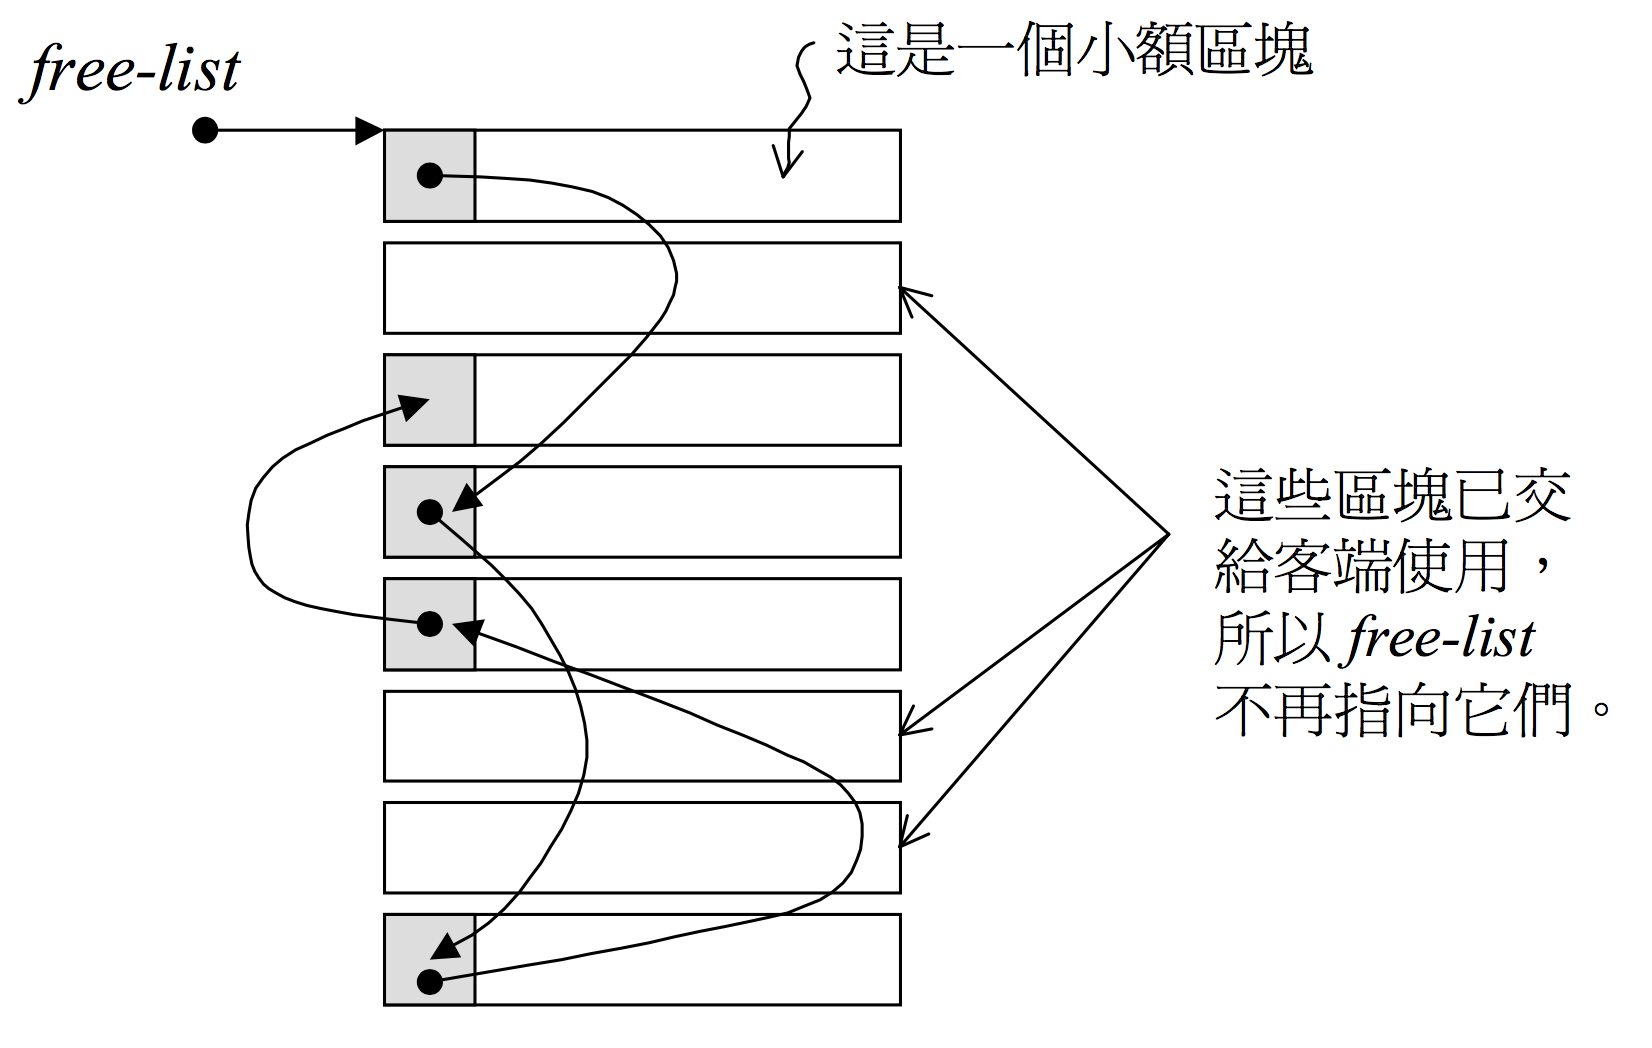 free-list
這是一個小額區塊
這些區塊已交
給客端使用，
所以 free-list
不再指向它們。